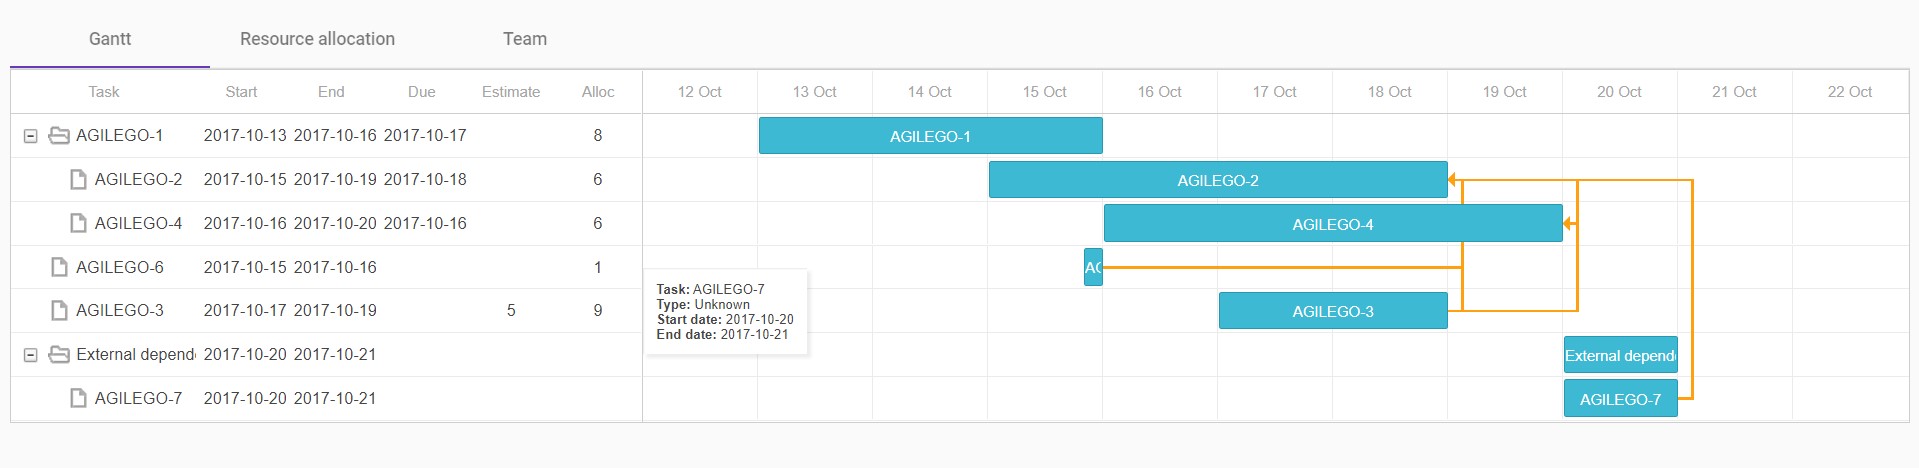 Gantt Resource allocation Team
Task Start End Due Estimate Alloc 12 Oct 13 Oct 14 Oct 15 Oct 16 Oct 17 Oct 18 Oct 19 Oct 20 Oct 21 Oct 22 Oct
AGILEGO-1 2017-10-13 2017-10-16 2017-10-17 8 AGILEGO-1
AGILEGO-2 2017-10-15 2017-10-19 2017-10-18 6 AGILEGO-2
AGILEGO-4 2017-10-16 2017-10-20 2017-10-16 6 AGILEGO-4
AGILEGO-6 2017-10-15 2017-10-16 1 AG
Task: AGILEGO-7
Type: Unknown
Start date: 2017-10-20
End date: 2017-10-21
AGILEGO-3 2017-10-17 2017-10-19 5 9 AGILEGO-3
External depend 2017-10-20 2017-10-21 External depend
AGILEGO-7 2017-10-20 2017-10-21 AGILEGO-7